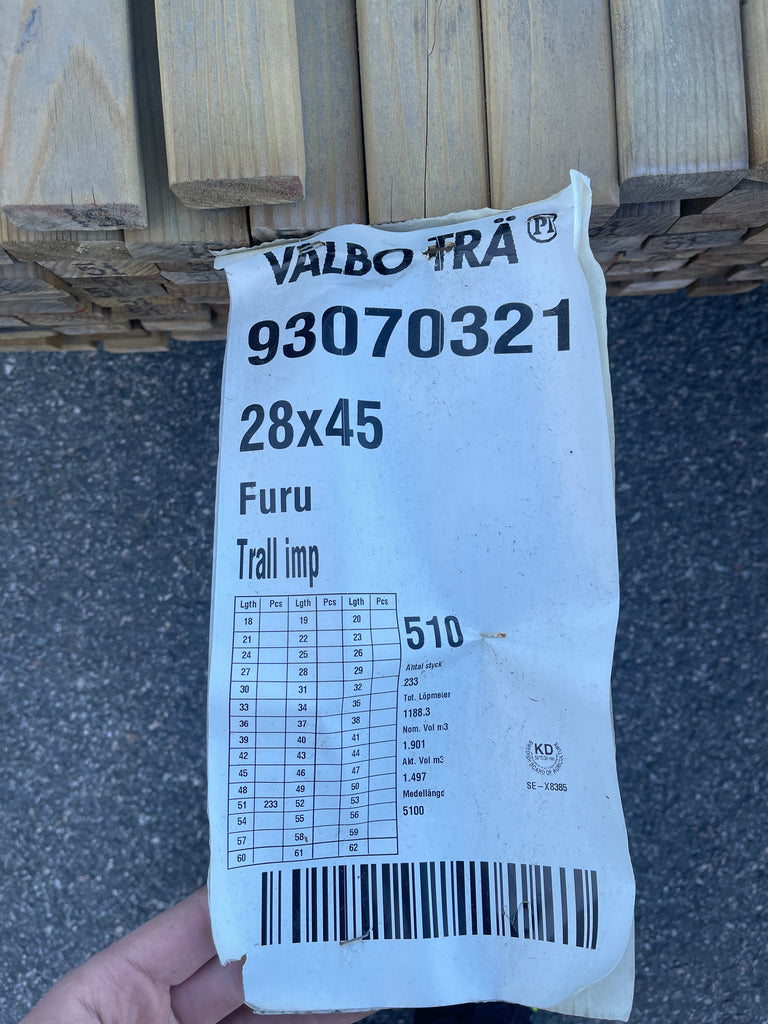 VALBO TRÄ PI
93070321
28x45
Furu
Trall imp
Lgth Pcs Lgth Pcs Lgth Pcs
18 19 20
21 22 23
24 25 26
27 28 29
30 31 32
33 34 35
36 37 38
39 40 41
42 43 44
45 46 47
48 49 50
51 233 52 53
54 55 56
57 58 59
60 61 62
510
Antal styck
233
Tot. Löpmeter
1188.3
Nom. Vol m3
1.901
Akt. Vol m3
1.497
Medellängd
5100
KD
SE-X8385